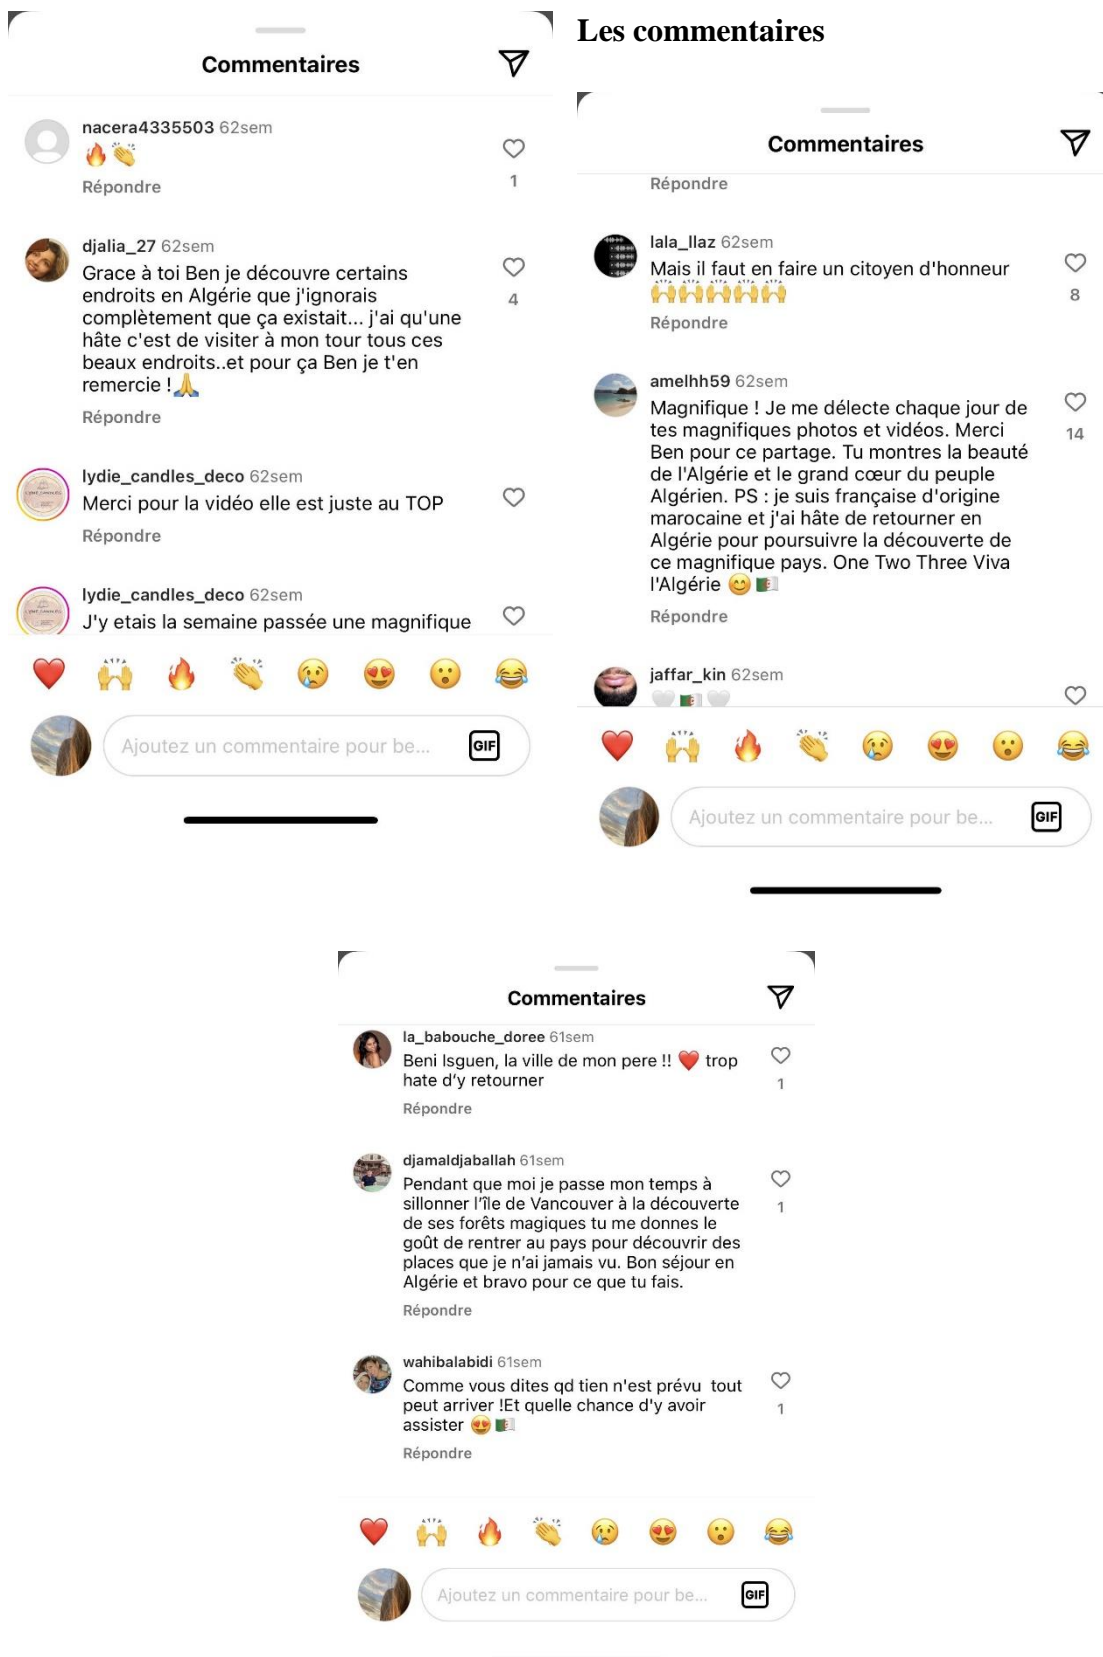 Les commentaires
Commentaires
nacera4335503 62sem
🔥👏
Répondre
1
djalia_27 62sem
Grace à toi Ben je découvre certains
endroits en Algérie que j'ignorais
complètement que ça existait... j'ai qu'une
hâte c'est de visiter à mon tour tous ces
beaux endroits..et pour ça Ben je t'en
remercie !🙏
4
Répondre
lydie_candles_deco 62sem
Merci pour la vidéo elle est juste au TOP
Répondre
lydie_candles_deco 62sem
J'y etais la semaine passée une magnifique
❤️🙌🔥👏😢😍😮😂
Ajoutez un commentaire pour be...
GIF
Commentaires
Répondre
lala_llaz 62sem
Mais il faut en faire un citoyen d'honneur
🙌🙌🙌🙌🙌
8
Répondre
amelhh59 62sem
Magnifique ! Je me délecte chaque jour de
tes magnifiques photos et vidéos. Merci
Ben pour ce partage. Tu montres la beauté
de l'Algérie et le grand cœur du peuple
Algérien. PS : je suis française d'origine
marocaine et j'ai hâte de retourner en
Algérie pour poursuivre la découverte de
ce magnifique pays. One Two Three Viva
l'Algérie 😊🇩🇿
14
Répondre
jaffar_kin 62sem
🤍🇩🇿🤍
❤️🙌🔥👏😢😍😮😂
Ajoutez un commentaire pour be...
GIF
Commentaires
la_babouche_doree 61sem
Beni Isguen, la ville de mon pere !! ❤️ trop
hate d'y retourner
1
Répondre
djamaldjaballah 61sem
Pendant que moi je passe mon temps à
sillonner l'île de Vancouver à la découverte
de ses forêts magiques tu me donnes le
goût de rentrer au pays pour découvrir des
places que je n'ai jamais vu. Bon séjour en
Algérie et bravo pour ce que tu fais.
1
Répondre
wahibalabidi 61sem
Comme vous dites qd tien n'est prévu  tout
peut arriver !Et quelle chance d'y avoir
assister 😍🇩🇿
1
Répondre
❤️🙌🔥👏😢😍😮😂
Ajoutez un commentaire pour be...
GIF